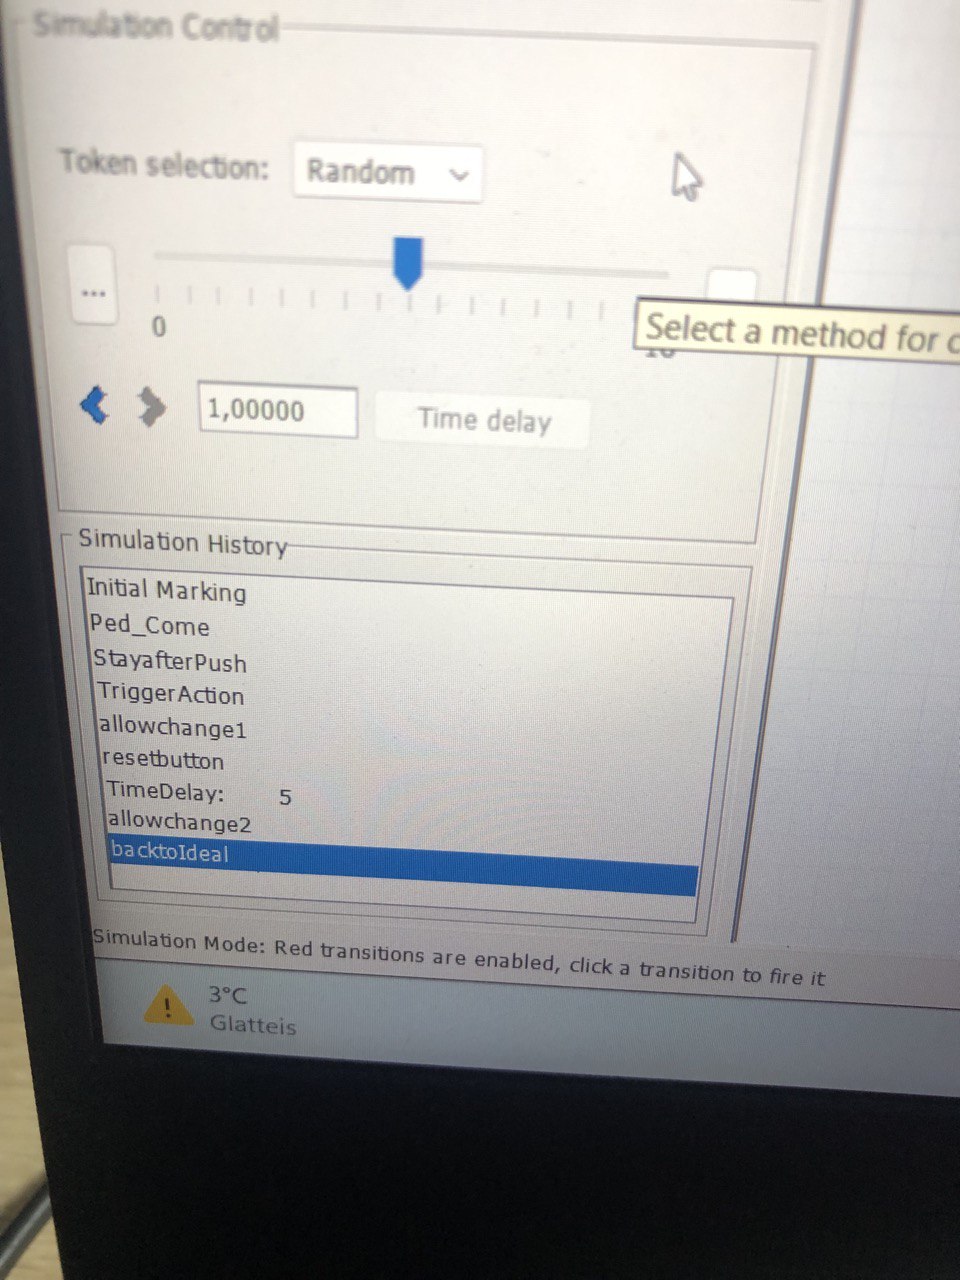 Simulation Control
Token selection: Random
...
0
Select a method for
1,00000 Time delay
Simulation History
Initial Marking
Ped_Come
StayafterPush
TriggerAction
allowchange1
resetbutton
TimeDelay: 5
allowchange2
backtoIdeal
Simulation Mode: Red transitions are enabled, click a transition to fire it
3°C
Glatteis